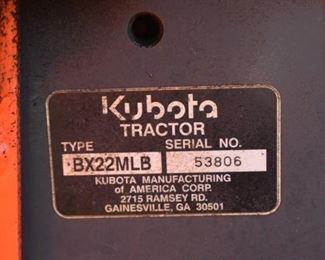 Kubota
TRACTOR
TYPE SERIAL NO.
BX22MLB 53806
KUBOTA MANUFACTURING
of AMERICA CORP.
2715 RAMSEY RD.
GAINESVILLE, GA 30501